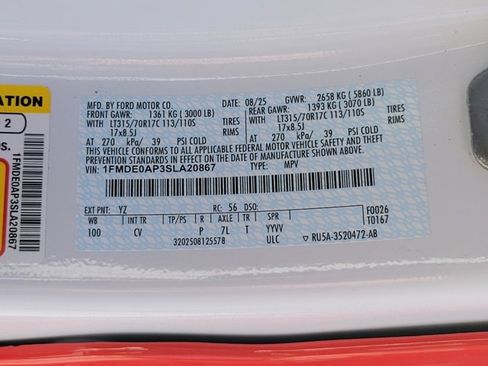 MFD. BY FORD MOTOR CO.
08/25 GVWR: 2658 KG ( 5860 LB)
FRONT GAWR: 1361 KG ( 3000 LB) REAR GAWR: 1393 KG ( 3070 LB)
WITH LT315/70R17C 113/110S TIRES WITH LT315/70R17C 113/110S TIRES
17x8.5J RIMS 17x8.5J RIMS
AT 270 kPa/ 39 PSI COLD AT 270 kPa/ 39 PSI COLD
THIS VEHICLE CONFORMS TO ALL APPLICABLE FEDERAL MOTOR VEHICLE SAFETY
AND THEFT PREVENTION STANDARDS IN EFFECT ON THE DATE OF MANUFACTURE SHOWN ABOVE.
VIN: 1FMDE0AP3SLA20867 TYPE: MPV
EXT PNT: YZ RC: 56 DSO: F0026
WB INT TR TP/PS R AXLE TR SPR T0167
100 CV P 7L T YYVV
3202508125578 ULC ▽ RU5A-3520472-AB
ATION
2
OS.
1FMDE0AP3SLA20867